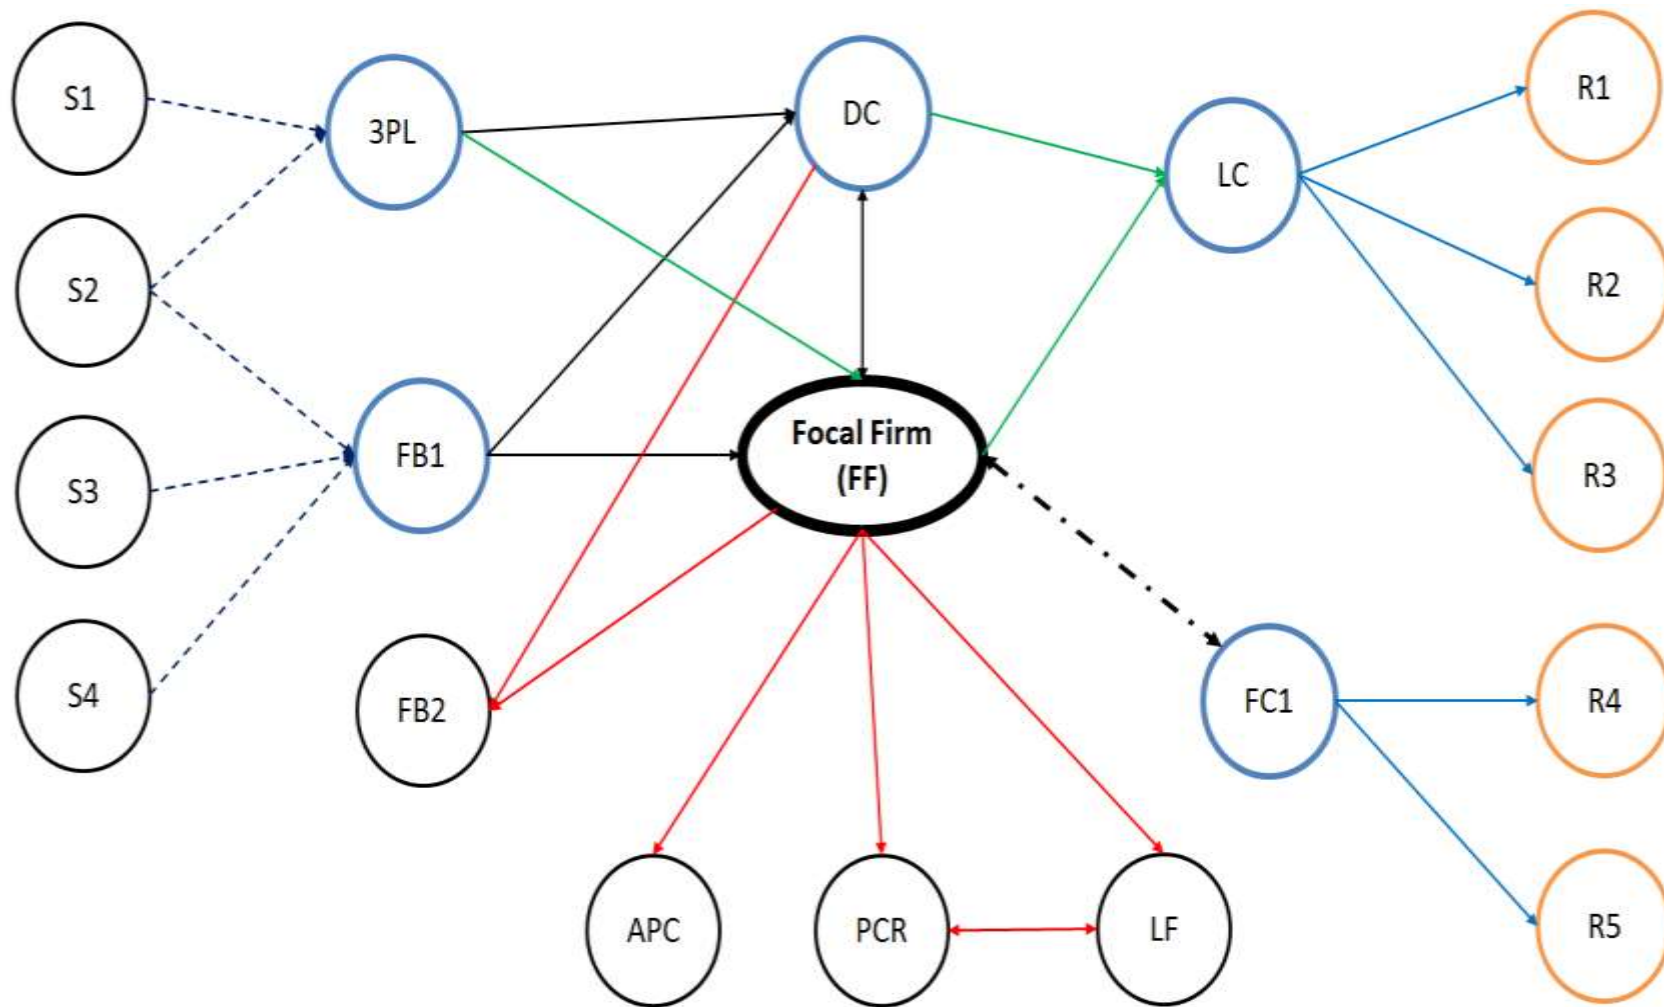 S1
3PL
DC
LC
R1
S2
R2
FB1
Focal Firm
(FF)
S3
R3
S4
FB2
FC1
R4
APC
PCR
LF
R5